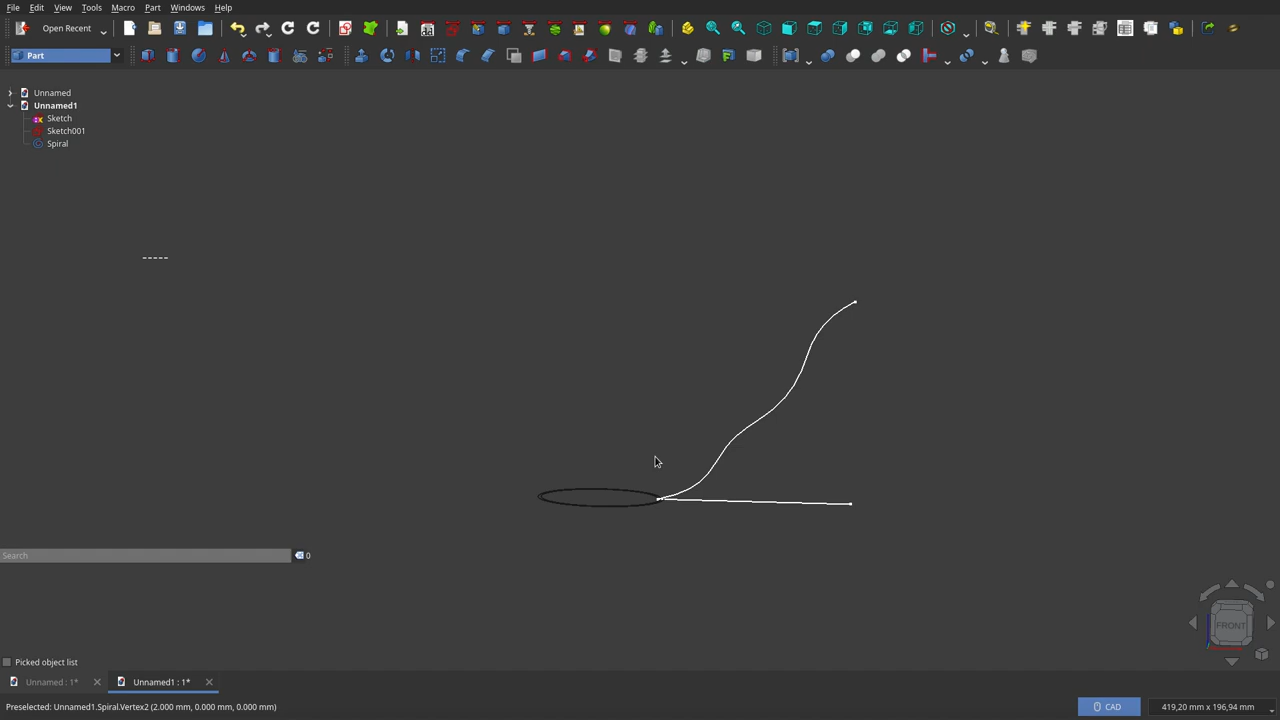 File Edit View Tools Macro Part Windows Help
Open Recent
Part
Unnamed
Unnamed1
Sketch
Sketch001
Spiral
Search
0
FRONT
Picked object list
Unnamed : 1*
Unnamed1 : 1*
Preselected: Unnamed1.Spiral.Vertex2 (2.000 mm, 0.000 mm, 0.000 mm)
CAD
419,20 mm x 196,94 mm